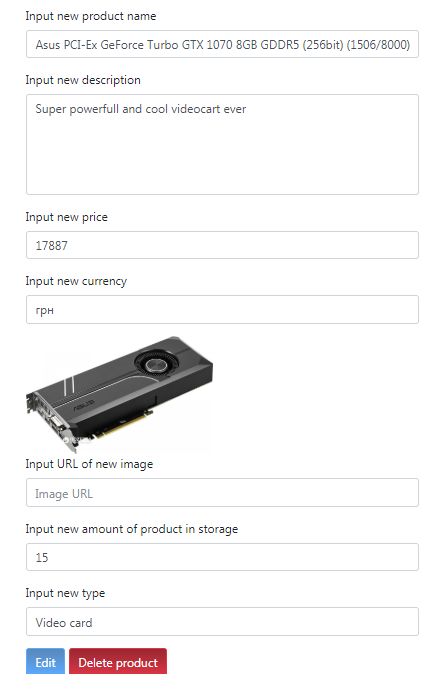 Input new product name
Asus PCI-Ex GeForce Turbo GTX 1070 8GB GDDR5 (256bit) (1506/8000)
Input new description
Super powerfull and cool videocart ever
Input new price
17887
Input new currency
грн
ASUS
Input URL of new image
Image URL
Input new amount of product in storage
15
Input new type
Video card
Edit Delete product